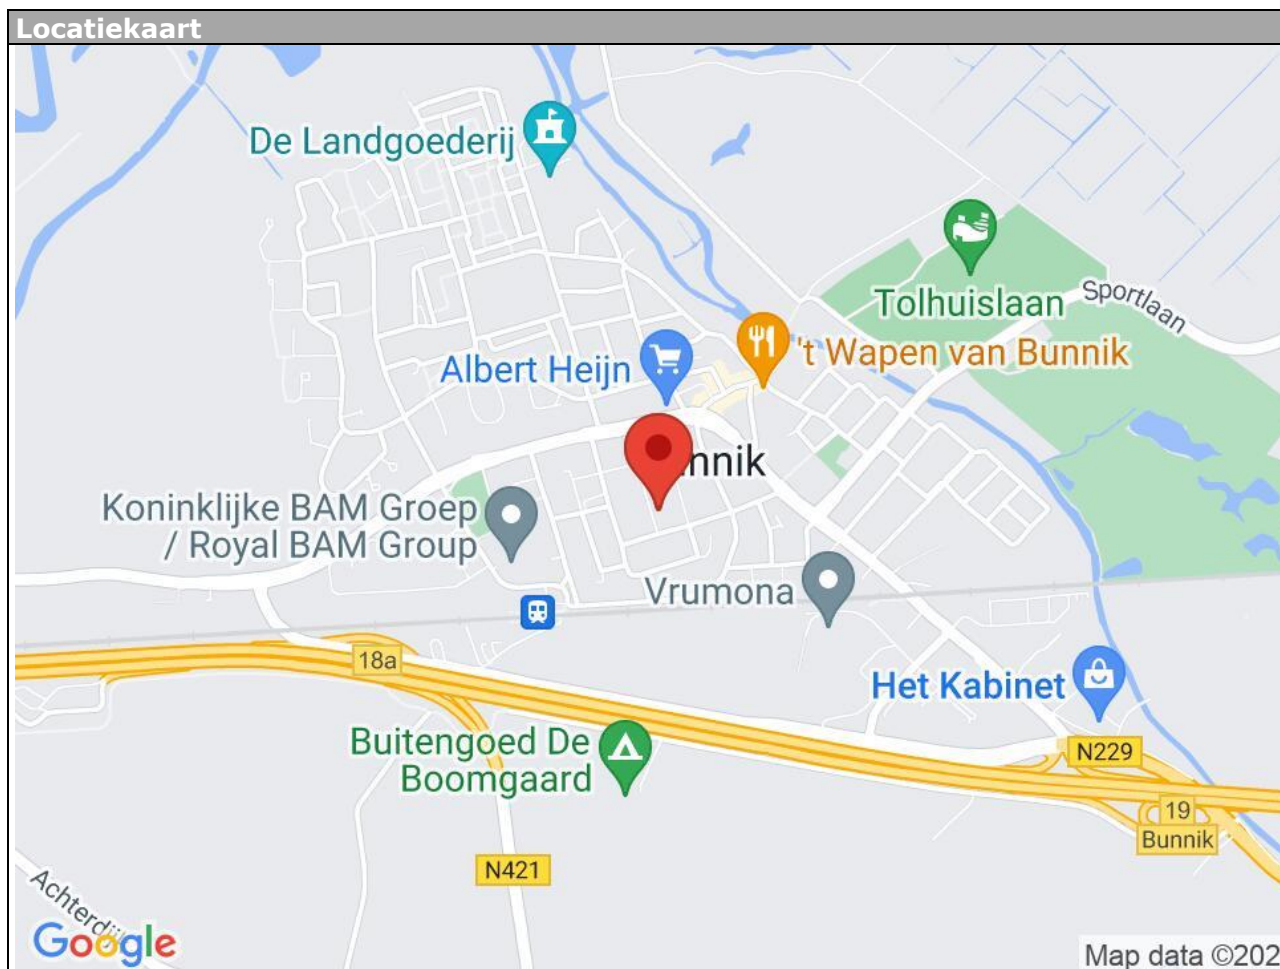 Locatiekaart
De Landgoederij
Tolhuislaan
Sportlaan
't Wapen van Bunnik
Albert Heijn
nnik
Koninklijke BAM Groep
/ Royal BAM Group
Vrumona
18a
Het Kabinet
Buitengoed De
Boomgaard
N229
19
Bunnik
N421
Achterdijk
Google
Map data ©202